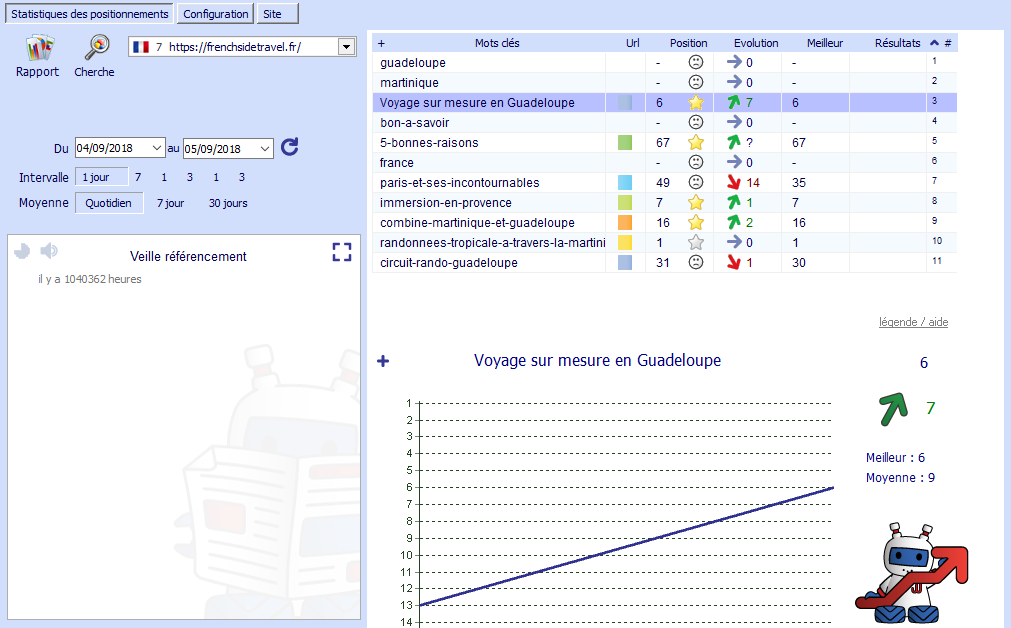 Statistiques des positionnements Configuration Site
Rapport Cherche
7 https://frenchsidetravel.fr/
Du 04/09/2018 au 05/09/2018
Intervalle 1 jour 7 1 3 1 3
Moyenne Quotidien 7 jour 30 jours
Veille référencement
il y a 1040362 heures
+ Mots clés Url Position Evolution Meilleur Résultats #
guadeloupe - 0 - 1
martinique - 0 - 2
Voyage sur mesure en Guadeloupe 6 7 6 3
bon-a-savoir - 0 - 4
5-bonnes-raisons 67 ? 67 5
france - 0 - 6
paris-et-ses-incontournables 49 14 35 7
immersion-en-provence 7 1 7 8
combine-martinique-et-guadeloupe 16 2 16 9
randonnees-tropicale-a-travers-la-martini 1 0 1 10
circuit-rando-guadeloupe 31 1 30 11
légende / aide
+ Voyage sur mesure en Guadeloupe 6
7
Meilleur : 6
Moyenne : 9
1
2
3
4
5
6
7
8
9
10
11
12
13
14